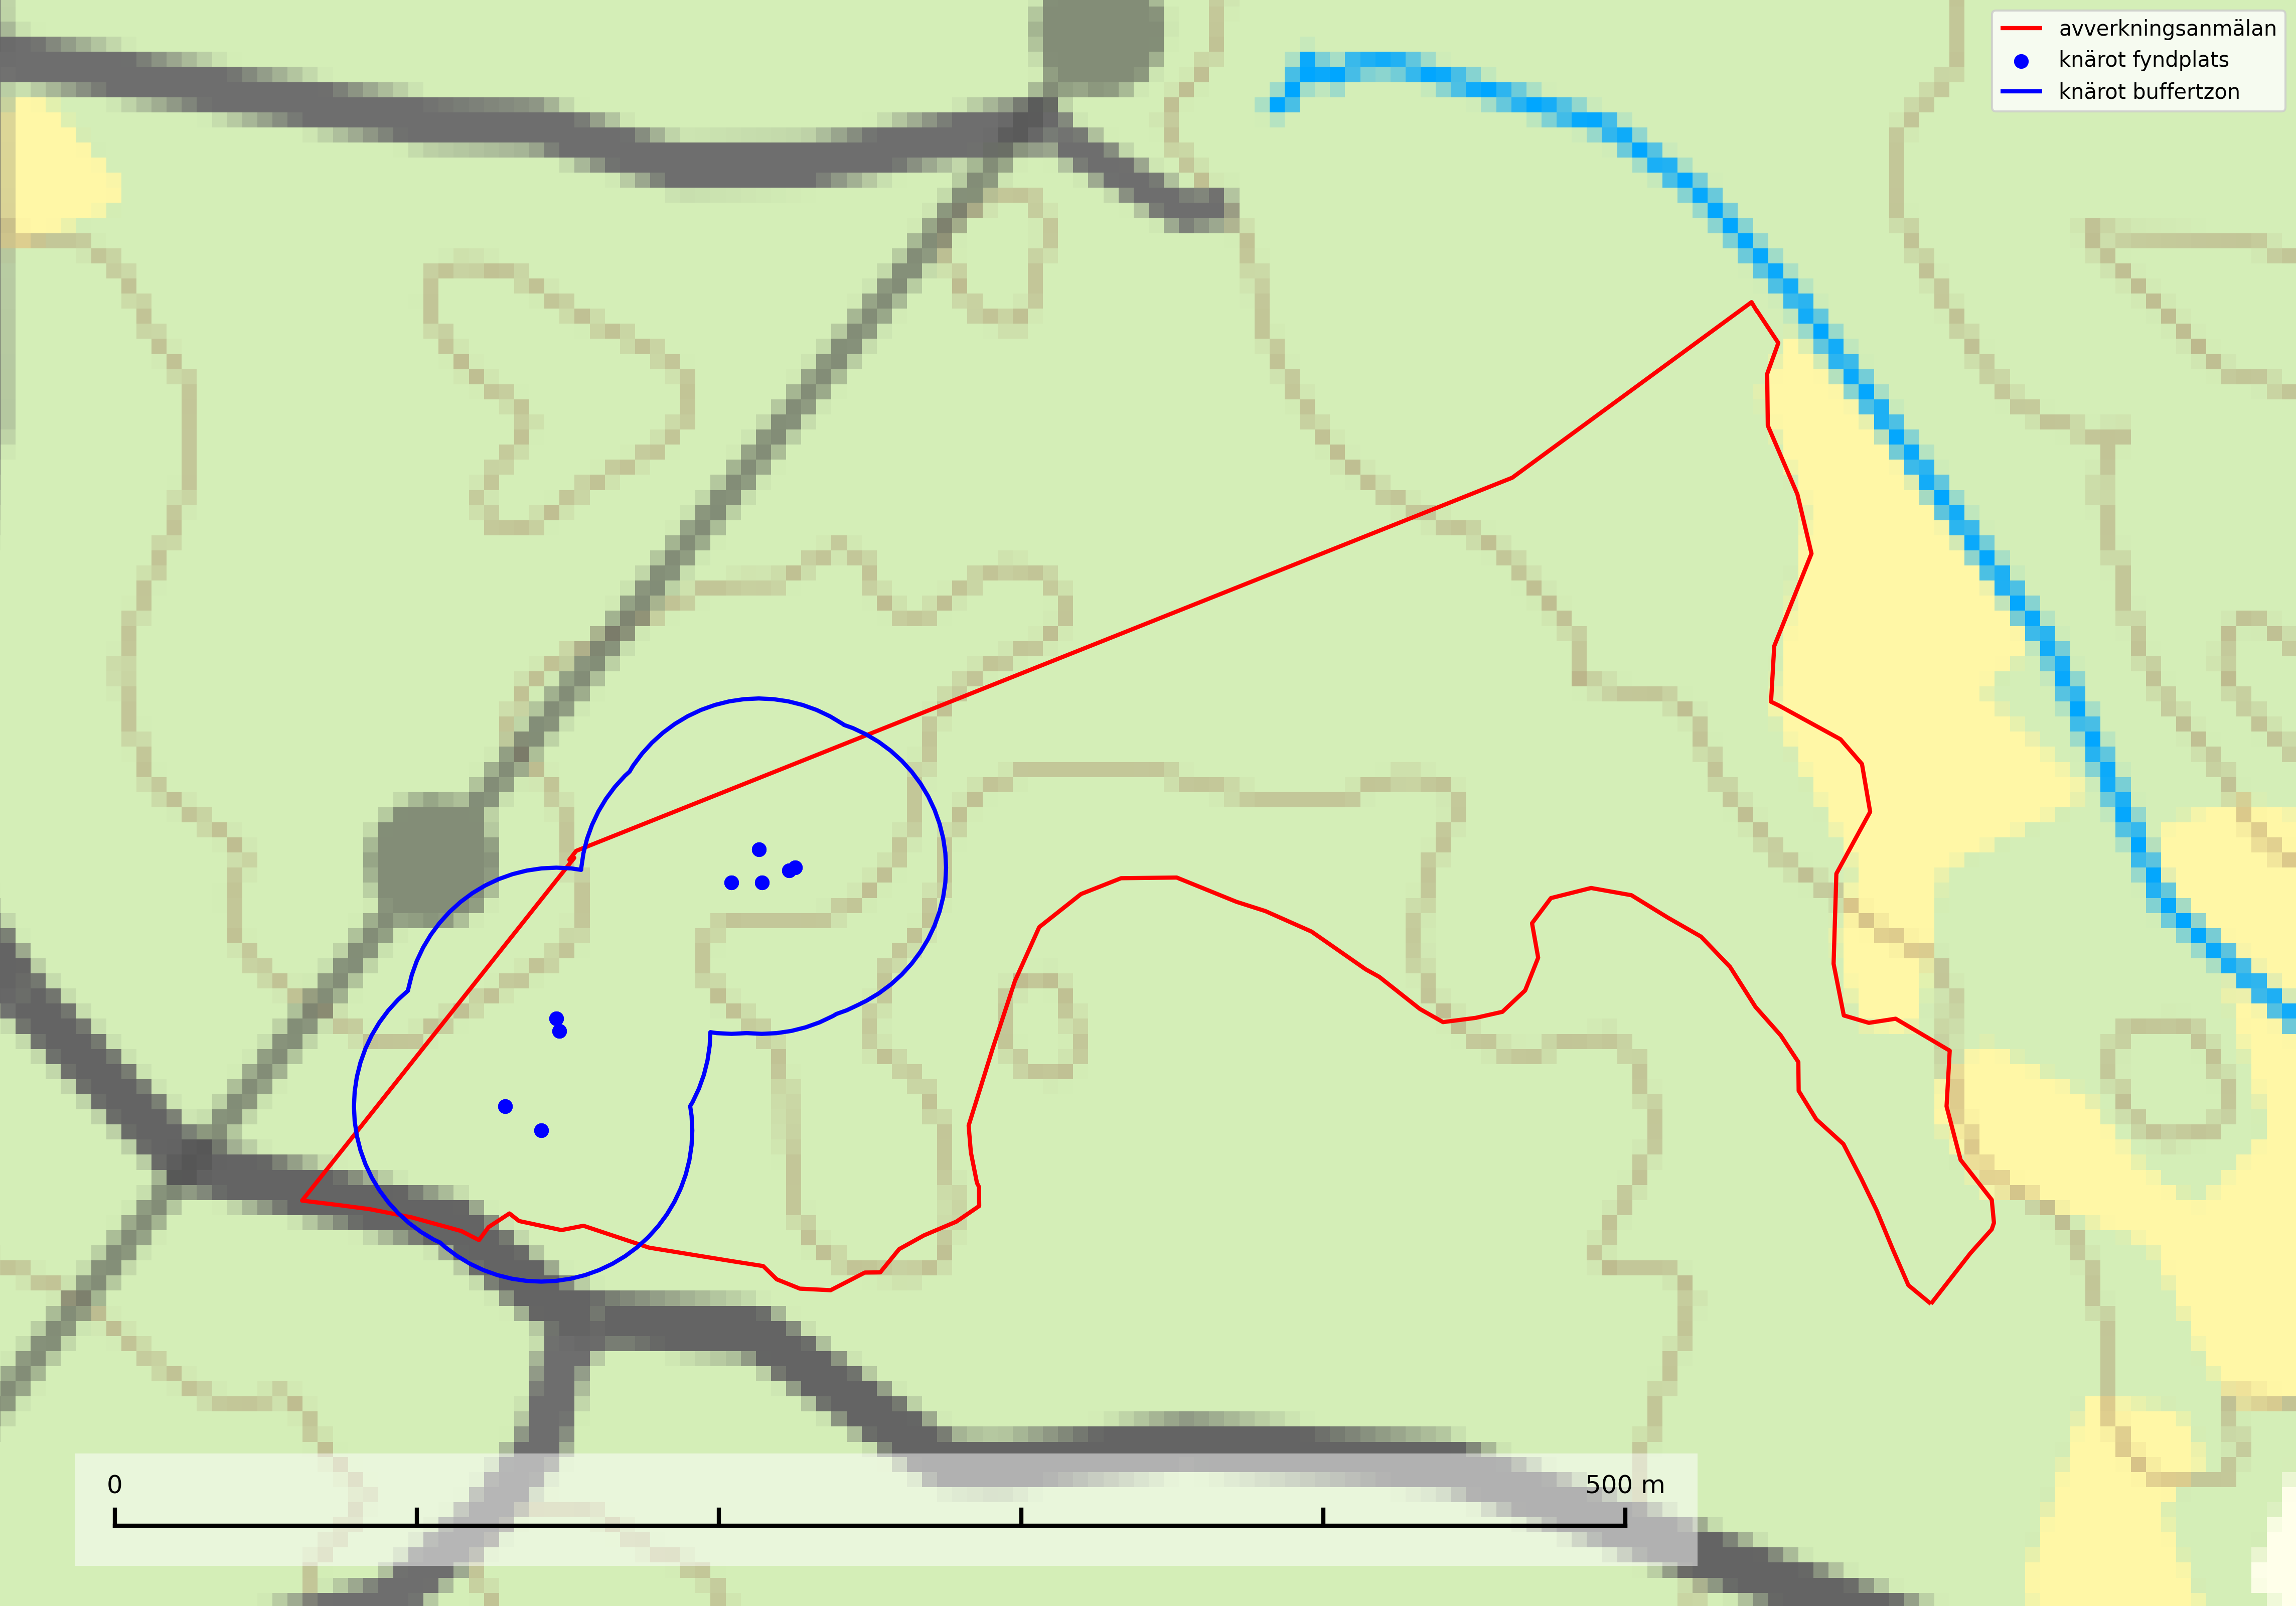 avverkningsanmälan
knärot fyndplats
knärot buffertzon
0 500 m